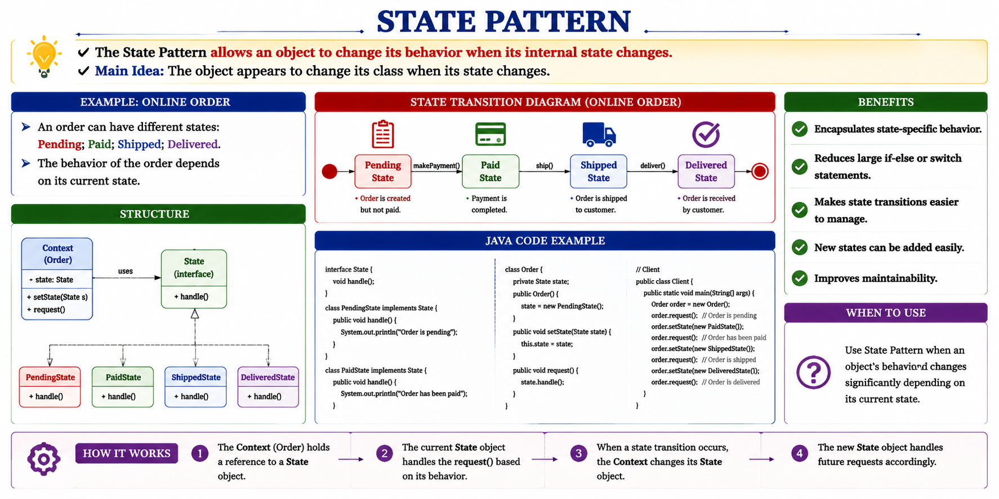 STATE PATTERN
✔ The State Pattern allows an object to change its behavior when its internal state changes.
✔ Main Idea: The object appears to change its class when its state changes.
EXAMPLE: ONLINE ORDER
➤ An order can have different states:
Pending; Paid; Shipped; Delivered.
➤ The behavior of the order depends
on its current state.
STRUCTURE
Context
(Order)
+ state: State
+ setState(State s)
+ request()
uses
State
(interface)
+ handle()
PendingState
+ handle()
PaidState
+ handle()
ShippedState
+ handle()
DeliveredState
+ handle()
STATE TRANSITION DIAGRAM (ONLINE ORDER)
Pending
State
makePayment()
Paid
State
ship()
Shipped
State
deliver()
Delivered
State
• Order is created
but not paid.
• Payment is
completed.
• Order is shipped
to customer.
• Order is received
by customer.
JAVA CODE EXAMPLE
interface State {
void handle();
}
class PendingState implements State {
public void handle() {
System.out.println("Order is pending");
}
}
class PaidState implements State {
public void handle() {
System.out.println("Order has been paid");
}
class Order {
private State state;
public Order() {
state = new PendingState();
}
public void setState(State state) {
this.state = state;
}
public void request() {
state.handle();
}
}
// Client
public class Client {
public static void main(String[] args) {
Order order = new Order();
order.request(); // Order is pending
order.setState(new PaidState());
order.request(); // Order has been paid
order.setState(new ShippedState());
order.request(); // Order is shipped
order.setState(new DeliveredState());
order.request(); // Order is delivered
}
}
BENEFITS
Encapsulates state-specific behavior.
Reduces large if-else or switch
statements.
Makes state transitions easier
to manage.
New states can be added easily.
Improves maintainability.
WHEN TO USE
?
Use State Pattern when an
object's changes
significantly depending on
its current state.
HOW IT WORKS
1 The Context (Order) holds
a reference to a State
object.
2 The current State object
handles the request() based
on its behavior.
3 When a state transition occurs,
the Context changes its State
object.
4 The new State object handles
future requests accordingly.